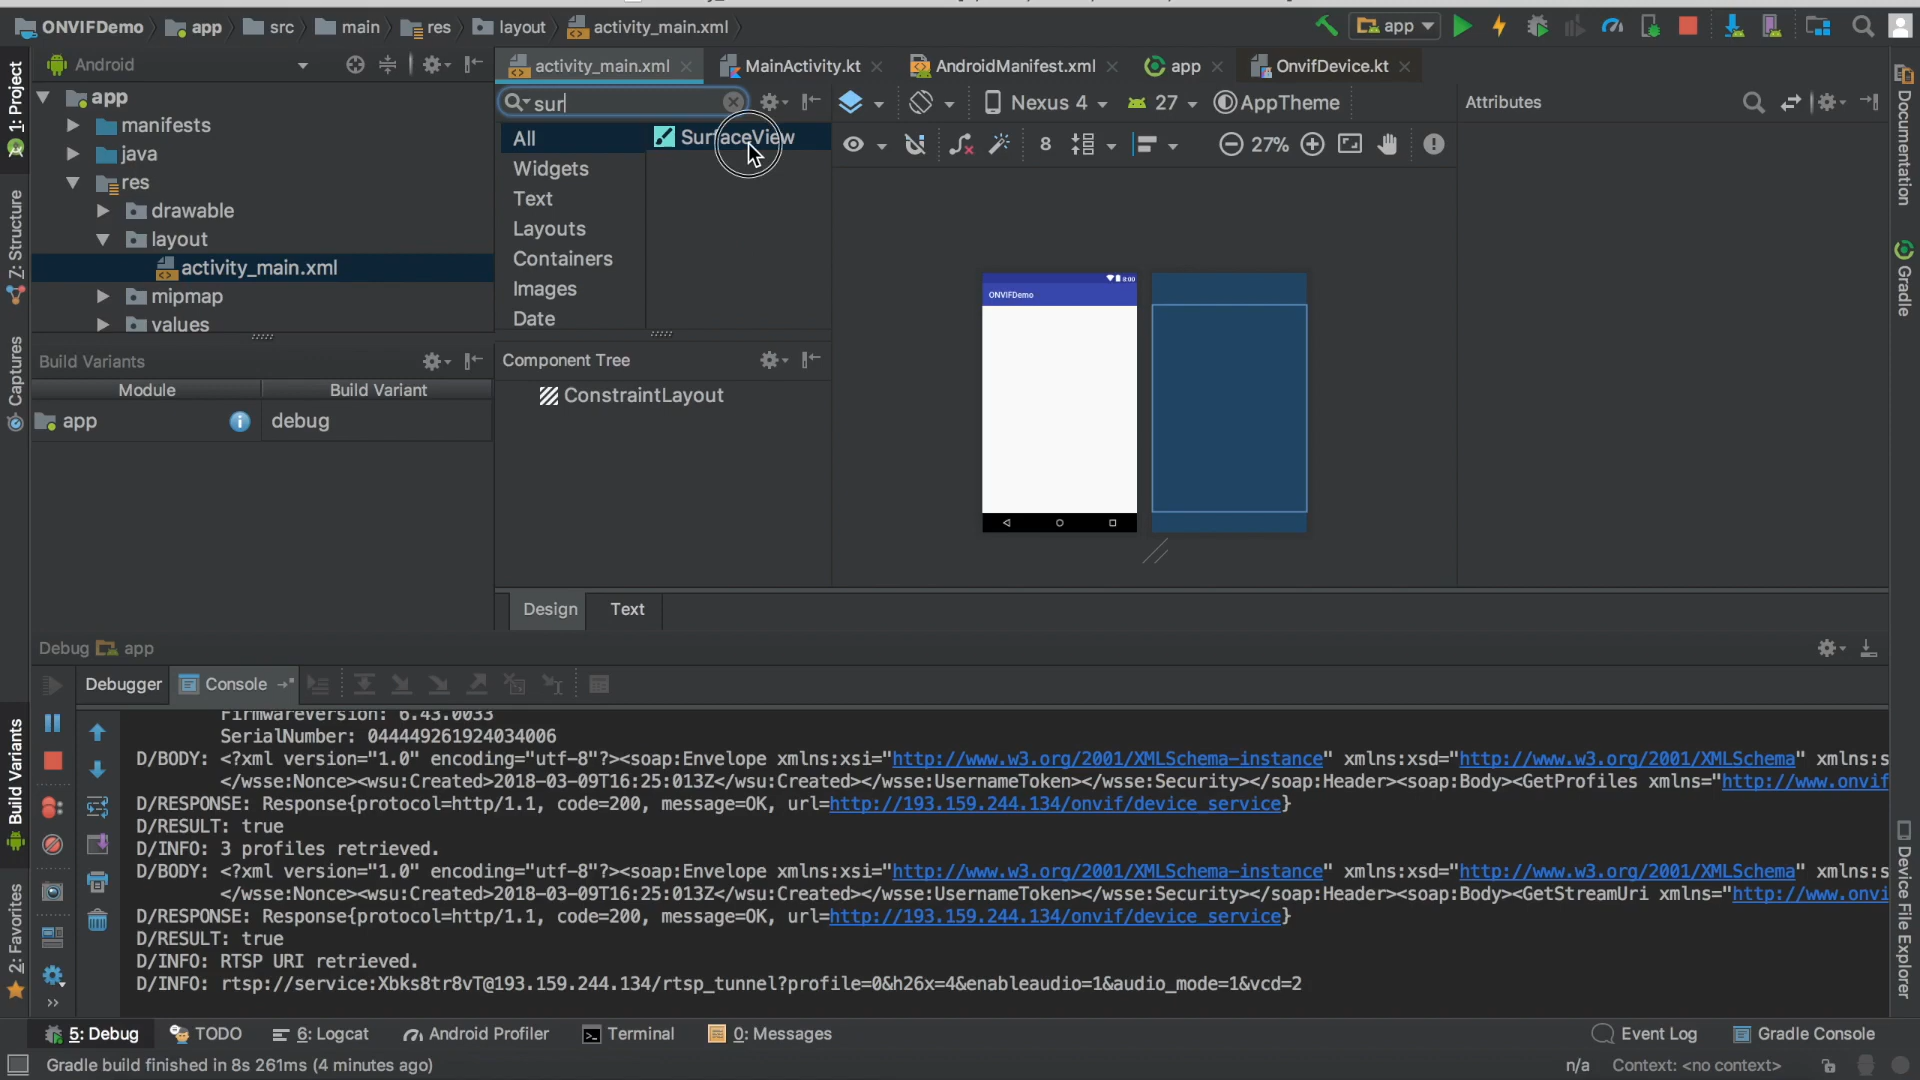 ONVIFDemo app src main res layout activity_main.xml app
Android
activity_main.xml MainActivity.kt AndroidManifest.xml app OnvifDevice.kt
1: Project
Z: Structure
Captures
Build Variants
2: Favorites
app
manifests
java
res
drawable
layout
activity_main.xml
mipmap
values
Build Variants
Module Build Variant
app debug
sur
All
Widgets
Text
Layouts
Containers
Images
Date
SurfaceView
Component Tree
ConstraintLayout
Nexus 4 27 AppTheme
8 27%
ONVIFDemo
8:00
Attributes
Documentation
Gradle
Device File Explorer
Design Text
Debug app
Debugger Console
FirmwareVersion: 6.43.0033
SerialNumber: 044449261924034006
D/BODY: <?xml version="1.0" encoding="utf-8"?><soap:Envelope xmlns:xsi="http://www.w3.org/2001/XMLSchema-instance" xmlns:xsd="http://www.w3.org/2001/XMLSchema" xmlns:s
</wsse:Nonce><wsu:Created>2018-03-09T16:25:013Z</wsu:Created></wsse:UsernameToken></wsse:Security></soap:Header><soap:Body><GetProfiles xmlns="http://www.onvif
D/RESPONSE: Response{protocol=http/1.1, code=200, message=OK, url=http://193.159.244.134/onvif/device_service}
D/RESULT: true
D/INFO: 3 profiles retrieved.
D/BODY: <?xml version="1.0" encoding="utf-8"?><soap:Envelope xmlns:xsi="http://www.w3.org/2001/XMLSchema-instance" xmlns:xsd="http://www.w3.org/2001/XMLSchema" xmlns:s
</wsse:Nonce><wsu:Created>2018-03-09T16:25:013Z</wsu:Created></wsse:UsernameToken></wsse:Security></soap:Header><soap:Body><GetStreamUri xmlns="http://www.onvi
D/RESPONSE: Response{protocol=http/1.1, code=200, message=OK, url=http://193.159.244.134/onvif/device_service}
D/RESULT: true
D/INFO: RTSP URI retrieved.
D/INFO: rtsp://service:Xbks8tr8vT@193.159.244.134/rtsp_tunnel?profile=0&h26x=4&enableaudio=1&audio_mode=1&vcd=2
5: Debug TODO 6: Logcat Android Profiler Terminal 0: Messages Event Log Gradle Console
Gradle build finished in 8s 261ms (4 minutes ago) n/a Context: <no context>